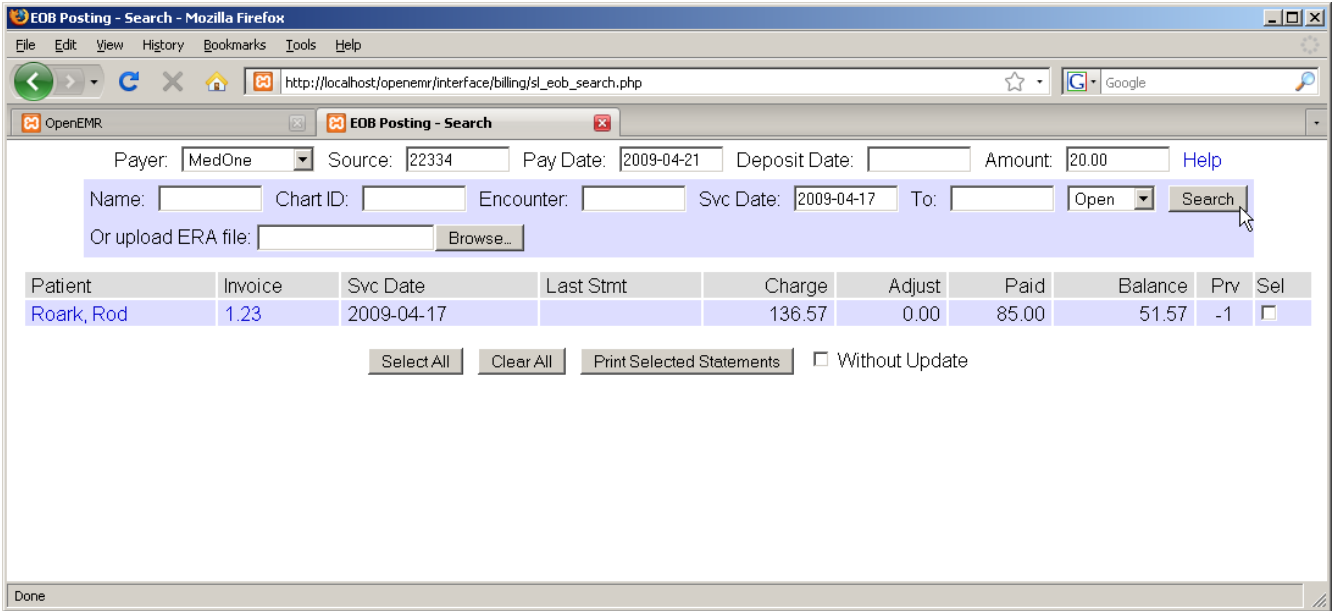 EOB Posting - Search - Mozilla Firefox
File Edit View History Bookmarks Tools Help
http://localhost/openemr/interface/billing/sl_eob_search.php G Google
OpenEMR EOB Posting - Search
Payer: MedOne Source: 22334 Pay Date: 2009-04-21 Deposit Date: Amount: 20.00 Help
Name: Chart ID: Encounter: Svc Date: 2009-04-17 To: Open Search
Or upload ERA file: Browse...
Patient Invoice Svc Date Last Stmt Charge Adjust Paid Balance Prv Sel
Roark, Rod 1.23 2009-04-17 136.57 0.00 85.00 51.57 -1
Select All Clear All Print Selected Statements Without Update
Done